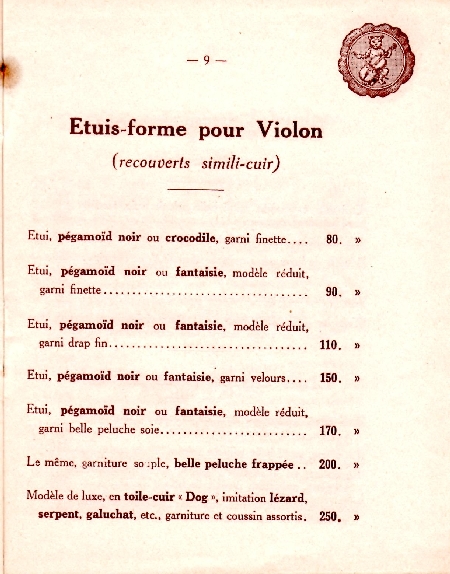 — 9 —
Etuis-forme pour Violon
(recouverts simili-cuir)
Etui, pégamoïd noir ou crocodile, garni finette.... 80. »
Etui, pégamoïd noir ou fantaisie, modèle réduit,
garni finette.................................... 90. »
Etui, pégamoïd noir ou fantaisie, modèle réduit,
garni drap fin................................... 110. »
Etui, pégamoïd noir ou fantaisie, garni velours.... 150. »
Etui, pégamoïd noir ou fantaisie, modèle réduit,
garni belle peluche soie.......................... 170. »
Le même, garniture belle peluche frappée .. 200. »
Modèle de luxe, en toile-cuir « Dog », imitation lézard,
serpent, galuchat, etc., garniture et coussin assortis. 250. »